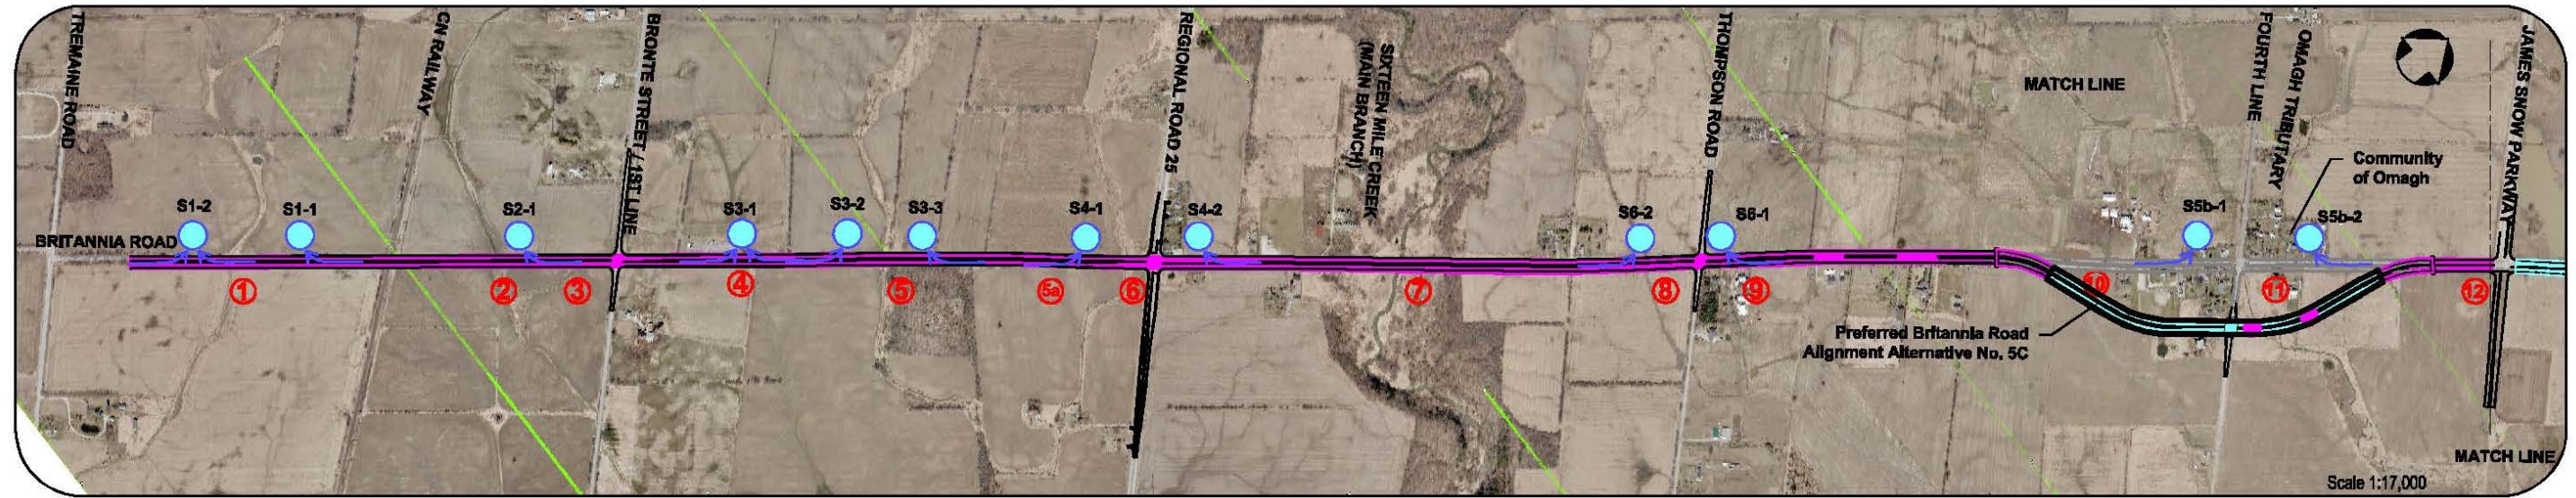 TREMAINE ROAD
CN RAILWAY
BRONTE STREET / 1ST LINE
REGIONAL ROAD 25
SIXTEEN MILE CREEK
(MAIN BRANCH)
THOMPSON ROAD
MATCH LINE
FOURTH LINE
OMAGH TRIBUTARY
JAMES SNOW PARKWAY
Community
of Omagh
BRITANNIA ROAD
S1-2
S1-1
S2-1
S3-1
S3-2
S3-3
S4-1
S4-2
S6-2
S6-1
S5b-1
S5b-2
1
2
3
4
5
5a
6
7
8
9
10
11
12
Preferred Britannia Road
Alignment Alternative No. 5C
MATCH LINE
Scale 1:17,000